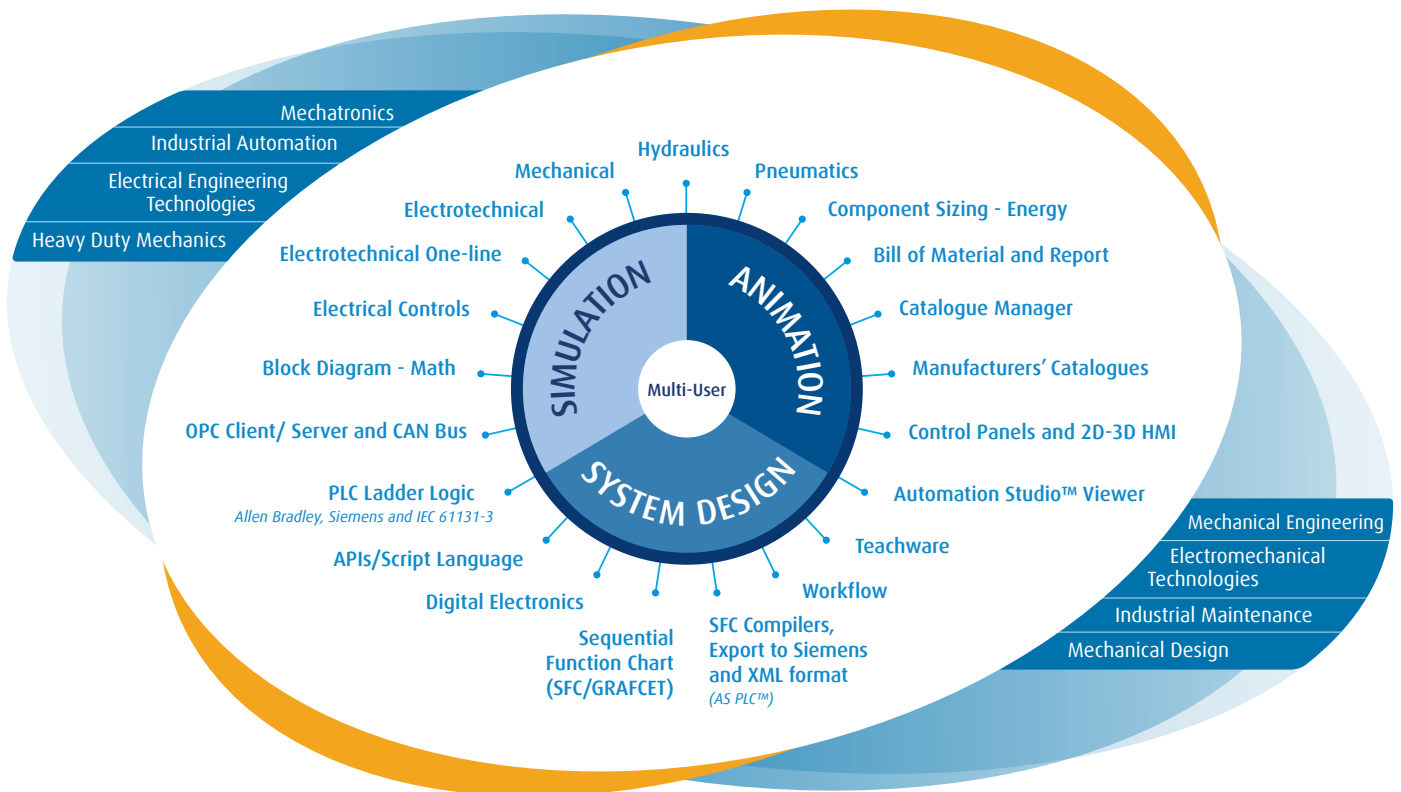 Mechatronics
Industrial Automation
Electrical Engineering
Technologies
Heavy Duty Mechanics
Hydraulics
Pneumatics
Component Sizing - Energy
Bill of Material and Report
Catalogue Manager
Manufacturers’ Catalogues
Control Panels and 2D-3D HMI
Automation Studio™ Viewer
Teachware
Workflow
SFC Compilers,
Export to Siemens
and XML format
(AS PLC™)
Sequential
Function Chart
(SFC/GRAFCET)
Digital Electronics
APIs/Script Language
PLC Ladder Logic
Allen Bradley, Siemens and IEC 61131-3
OPC Client/ Server and CAN Bus
Block Diagram - Math
Electrical Controls
Electrotechnical One-line
Electrotechnical
Mechanical
SIMULATION
ANIMATION
SYSTEM DESIGN
Multi-User
Mechanical Engineering
Electromechanical
Technologies
Industrial Maintenance
Mechanical Design